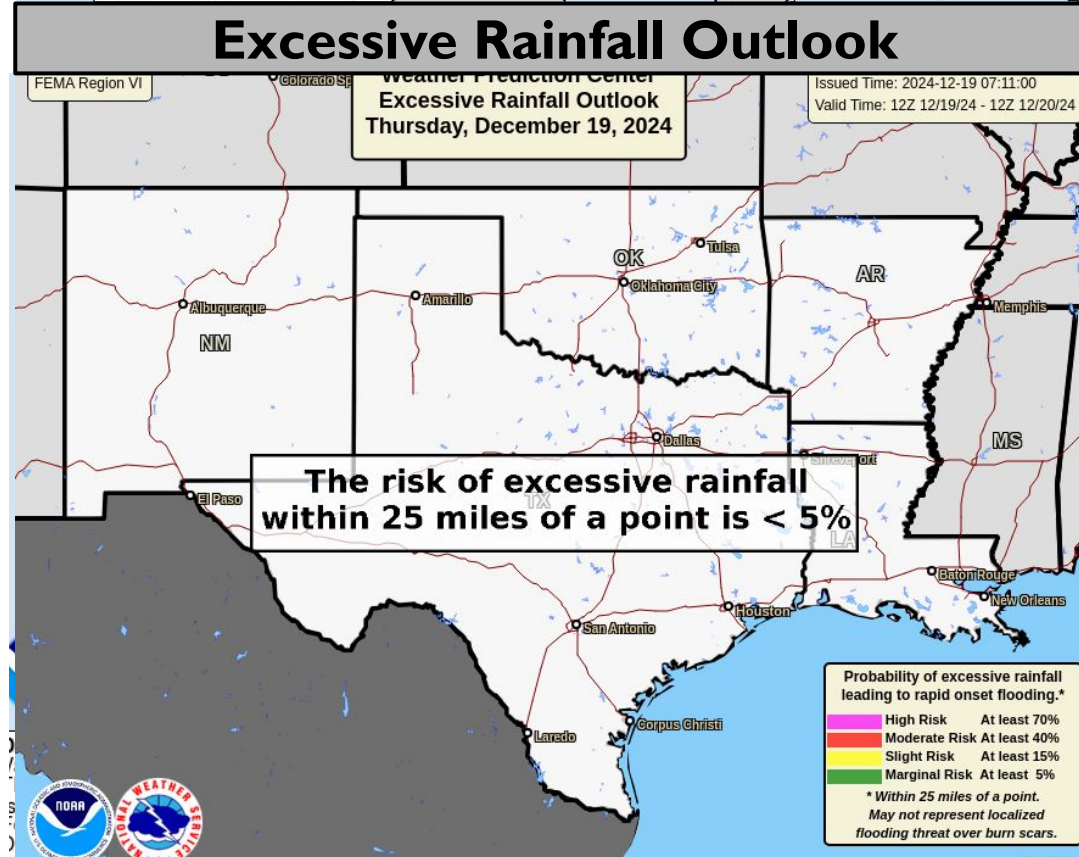 Excessive Rainfall Outlook
FEMA Region VI
Colorado Sp
Weather Prediction Center
Excessive Rainfall Outlook
Thursday, December 19, 2024
Issued Time: 2024-12-19 07:11:00
Valid Time: 12Z 12/19/24 - 12Z 12/20/24
Tulsa
OK
Oklahoma City
AR
Amarillo
Albuquerque
Memphis
NM
Dallas
MS
Shreveport
The risk of excessive rainfall
within 25 miles of a point is < 5%
El Paso
TX
LA
Baton Rouge
New Orleans
Houston
San Antonio
Corpus Christi
Laredo
Probability of excessive rainfall
leading to rapid onset flooding.*
High Risk At least 70%
Moderate Risk At least 40%
Slight Risk At least 15%
Marginal Risk At least 5%
* Within 25 miles of a point.
May not represent localized
flooding threat over burn scars.
NOAA
NATIONAL WEATHER SERVICE